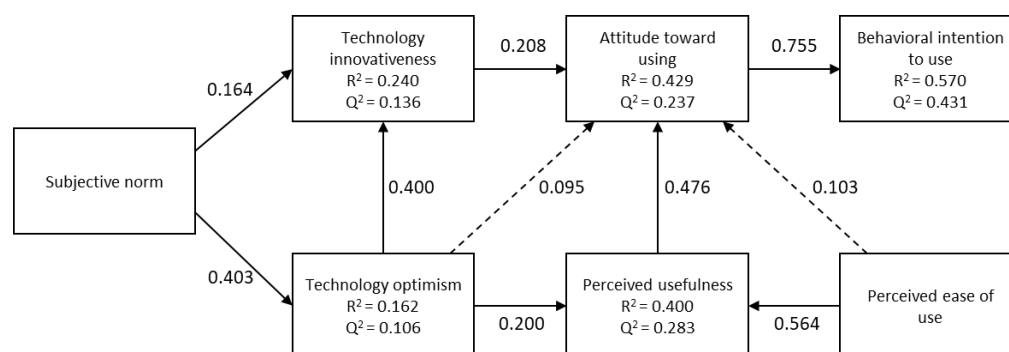 Technology
innovativeness
R² = 0.240
Q² = 0.136
0.208
Attitude toward
using
R² = 0.429
Q² = 0.237
0.755
Behavioral intention
to use
R² = 0.570
Q² = 0.431
0.164
Subjective norm
0.400
0.095
0.476
0.103
0.403
Technology optimism
R² = 0.162
Q² = 0.106
0.200
Perceived usefulness
R² = 0.400
Q² = 0.283
0.564
Perceived ease of
use